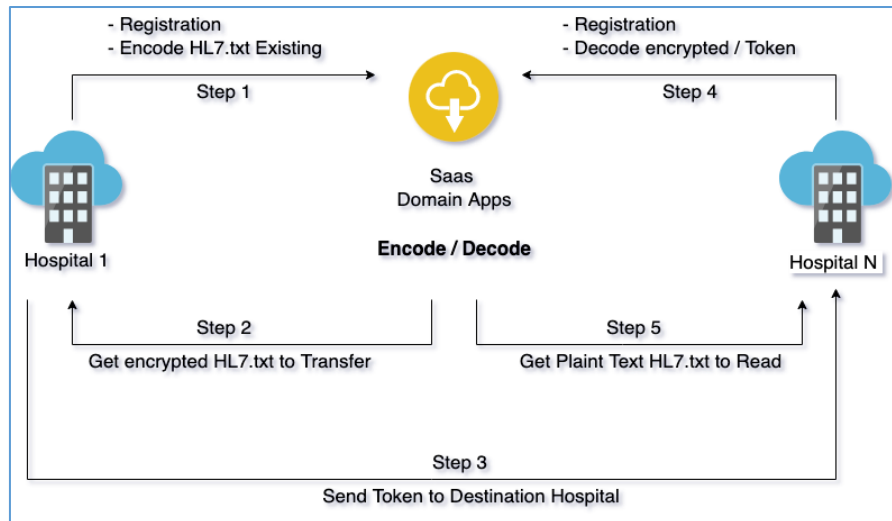 - Registration
- Encode HL7.txt Existing
Step 1
- Registration
- Decode encrypted / Token
Step 4
Saas
Domain Apps
Encode / Decode
Hospital 1
Hospital N
Step 2
Get encrypted HL7.txt to Transfer
Step 5
Get Plaint Text HL7.txt to Read
Step 3
Send Token to Destination Hospital